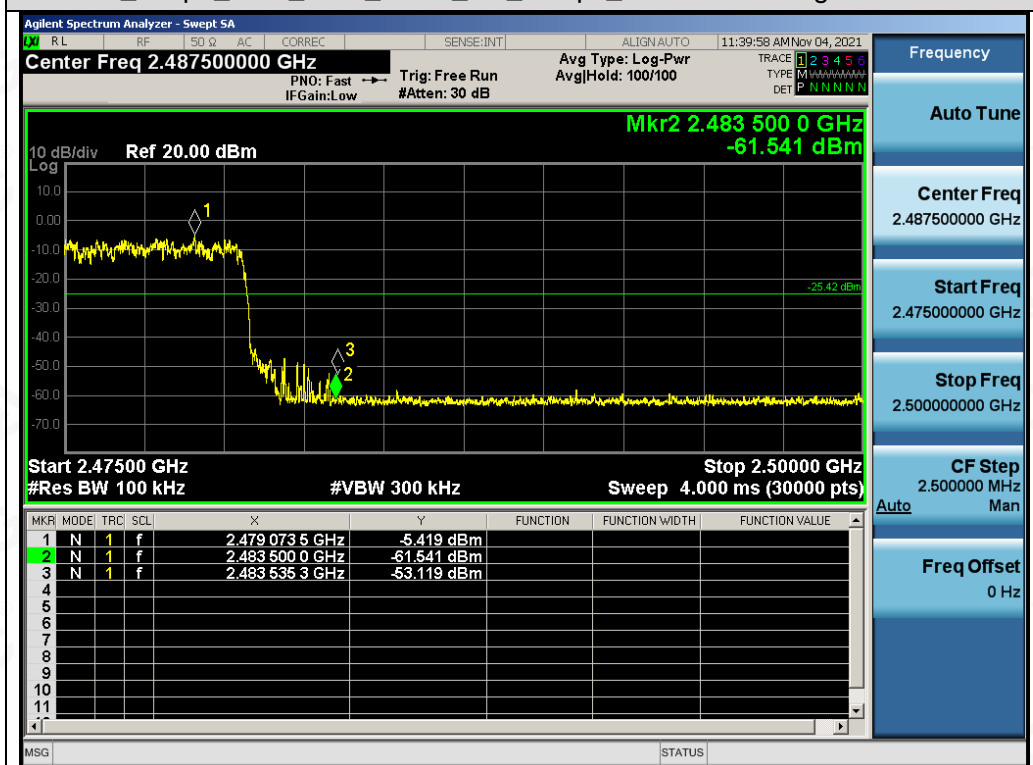 Agilent Spectrum Analyzer - Swept SA
LXI RL RF 50 Ω AC CORREC SENSE:INT ALIGN AUTO 11:39:58 AM Nov 04, 2021
Center Freq 2.487500000 GHz
PNO: Fast
IFGain:Low
Trig: Free Run
#Atten: 30 dB
Avg Type: Log-Pwr
Avg|Hold: 100/100
TRACE 1 2 3 4 5 6
TYPE M
DET P N N N N N
Mkr2 2.483 500 0 GHz
-61.541 dBm
10 dB/div Ref 20.00 dBm
Log
10.0
0.00
-10.0
-20.0
-30.0
-40.0
-50.0
-60.0
-70.0
1
-25.42 dBm
3
2
Start 2.47500 GHz Stop 2.50000 GHz
#Res BW 100 kHz #VBW 300 kHz Sweep 4.000 ms (30000 pts)
MKR MODE TRC SCL X Y FUNCTION FUNCTION WIDTH FUNCTION VALUE
1 N 1 f 2.479 073 5 GHz -5.419 dBm
2 N 1 f 2.483 500 0 GHz -61.541 dBm
3 N 1 f 2.483 535 3 GHz -53.119 dBm
4
5
6
7
8
9
10
11
MSG STATUS
Frequency
Auto Tune
Center Freq
2.487500000 GHz
Start Freq
2.475000000 GHz
Stop Freq
2.500000000 GHz
CF Step
2.500000 MHz
Auto Man
Freq Offset
0 Hz